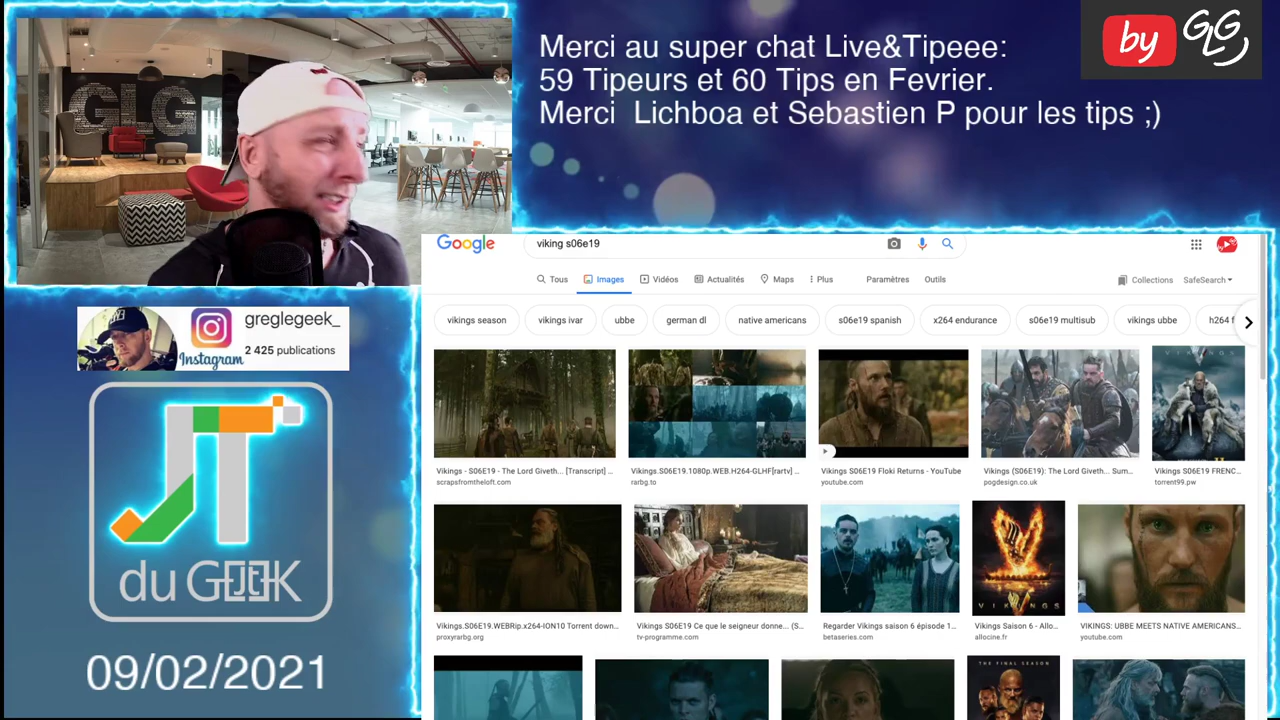 Merci au super chat Live&Tipeee:
59 Tipeurs et 60 Tips en Fevrier.
Merci  Lichboa et Sebastien P pour les tips ;)
by GLG
GLG
Google
viking s06e19
Tous
Images
Vidéos
Actualités
Maps
Plus
Paramètres
Outils
Collections
SafeSearch
vikings season
vikings ivar
ubbe
german dl
native americans
s06e19 spanish
x264 endurance
s06e19 multisub
vikings ubbe
Vikings - S06E19 - The Lord Giveth... [Transcript] ...
scrapsfromtheloft.com
Vikings.S06E19.1080p.WEB.H264-GLHF[rartv] ...
rarbg.to
Vikings S06E19 Floki Returns - YouTube
youtube.com
Vikings (S06E19): The Lord Giveth... Sum...
pogdesign.co.uk
VIKINGS
Vikings S06E19 FRENC...
torrent99.pw
Vikings.S06E19.WEBRip.x264-ION10 Torrent down...
proxyrarbg.org
Vikings S06E19 Ce que le seigneur donne... (S...
tv-programme.com
Regarder Vikings saison 6 épisode 1...
betaseries.com
VIKINGS
Vikings Saison 6 - Allo...
allocine.fr
VIKINGS: UBBE MEETS NATIVE AMERICANS...
youtube.com
THE FINAL SEASON
greglegeek_
2 425 publications
Instagram
JT
du GEEK
09/02/2021